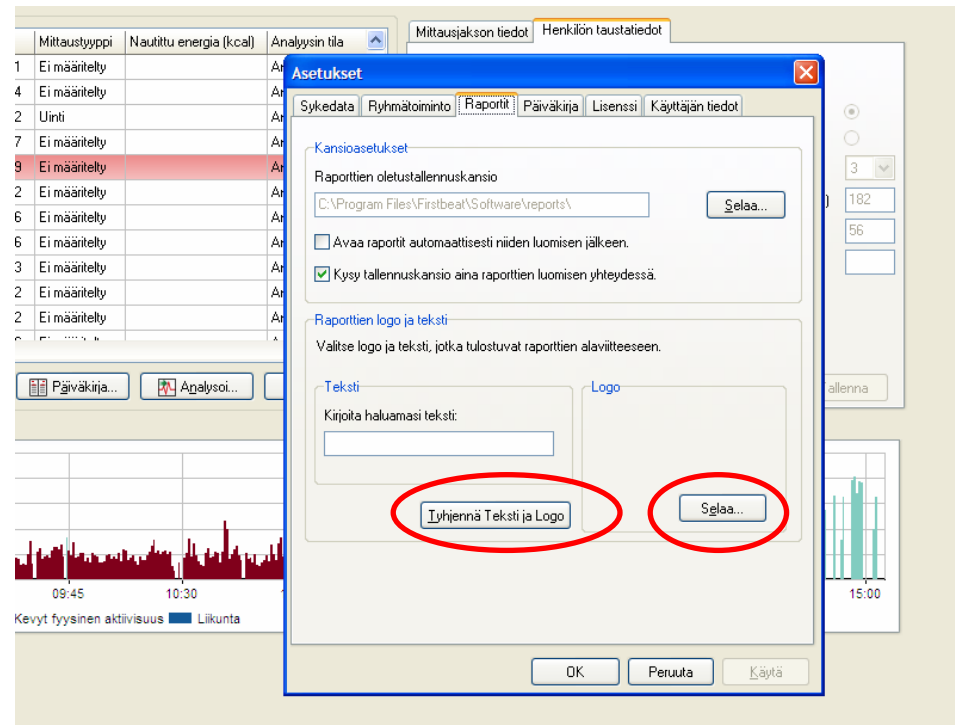 Mittausjakson tiedot Henkilön taustatiedot
Mittaustyyppi Nautittu energia (kcal) Analyysin tila
1 Ei määritelty
4 Ei määritelty
2 Uinti
7 Ei määritelty
9 Ei määritelty
2 Ei määritelty
6 Ei määritelty
6 Ei määritelty
3 Ei määritelty
2 Ei määritelty
2 Ei määritelty
Asetukset
Sykedata Ryhmätoiminto Raportit Päiväkirja Lisenssi Käyttäjän tiedot
Kansioasetukset
Raporttien oletustallennuskansio
C:\Program Files\Firstbeat\Software\reports\ Selaa...
Avaa raportit automaattisesti niiden luomisen jälkeen.
Kysy tallennuskansio aina raporttien luomisen yhteydessä.
Raporttien logo ja teksti
Valitse logo ja teksti, jotka tulostuvat raporttien alaviitteeseen.
Teksti Logo
Kirjoita haluamasi teksti:
Tyhjennä Teksti ja Logo Selaa...
OK Peruuta Käytä
3
182
56
Päiväkirja... Analysoi...
09:45 10:30 15:00
Kevyt fyysinen aktiivisuus Liikunta